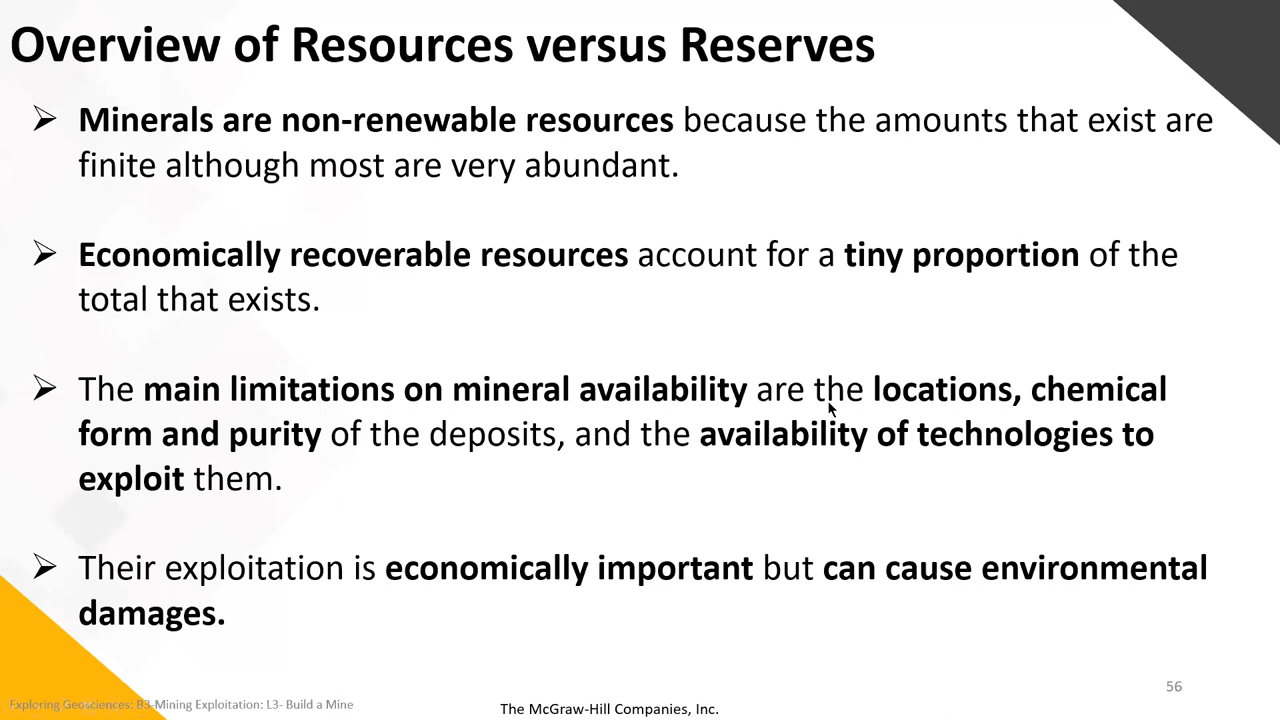 Overview of Resources versus Reserves
➢ Minerals are non-renewable resources because the amounts that exist are
finite although most are very abundant.
➢ Economically recoverable resources account for a tiny proportion of the
total that exists.
➢ The main limitations on mineral availability are the locations, chemical
form and purity of the deposits, and the availability of technologies to
exploit them.
➢ Their exploitation is economically important but can cause environmental
damages.
56
Exploring Geosciences: B3-Mining Exploitation: L3- Build a Mine
The McGraw-Hill Companies, Inc.